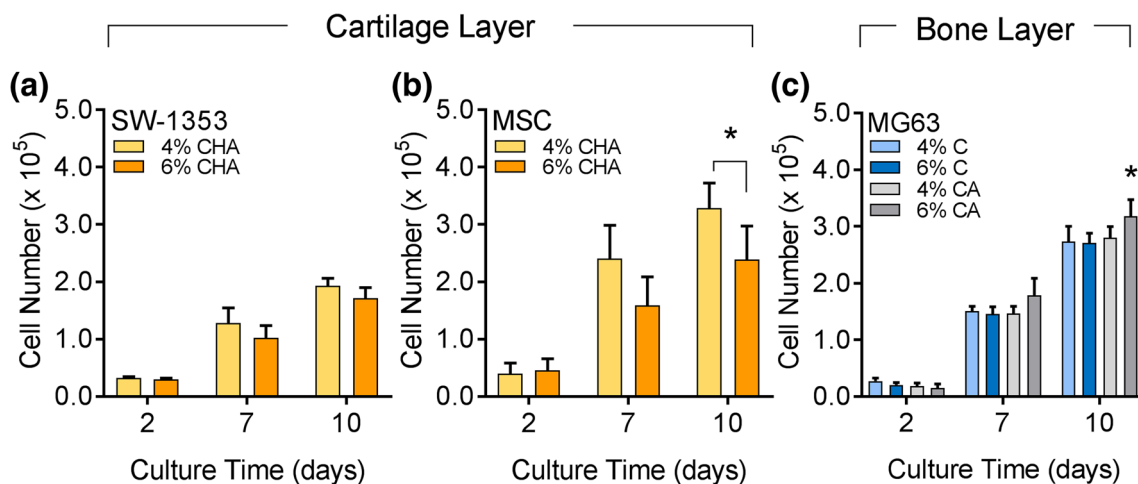 Cartilage Layer
Bone Layer
(a)
SW-1353
4% CHA
6% CHA
Cell Number (x 10⁵)
5.0
4.0
3.0
2.0
1.0
0.0
2 7 10
Culture Time (days)
(b)
MSC
4% CHA
6% CHA
*
Cell Number (x 10⁵)
5.0
4.0
3.0
2.0
1.0
0.0
2 7 10
Culture Time (days)
(c)
MG63
4% C
6% C
4% CA
6% CA
*
Cell Number (x 10⁵)
5.0
4.0
3.0
2.0
1.0
0.0
2 7 10
Culture Time (days)